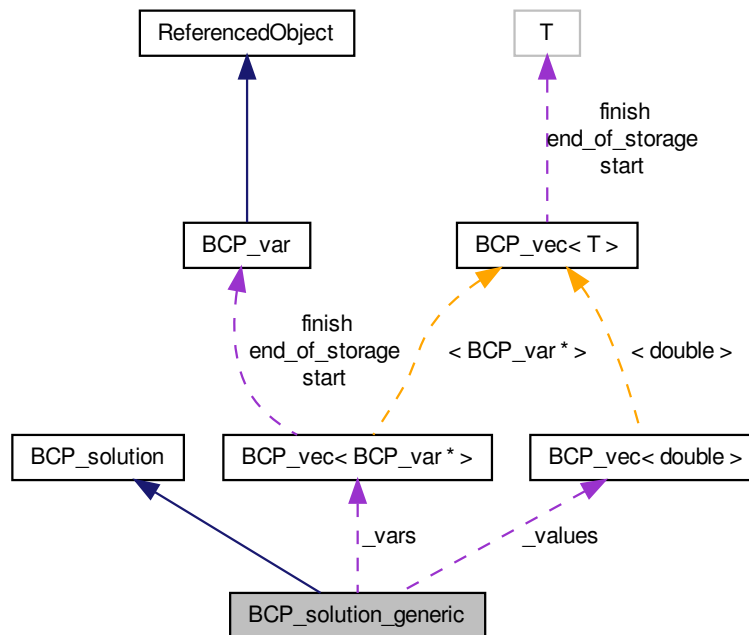 ReferencedObject
T
finish
end_of_storage
start
BCP_var
BCP_vec< T >
finish
end_of_storage
start
< BCP_var * >
< double >
BCP_solution
BCP_vec< BCP_var * >
BCP_vec< double >
_vars
_values
BCP_solution_generic